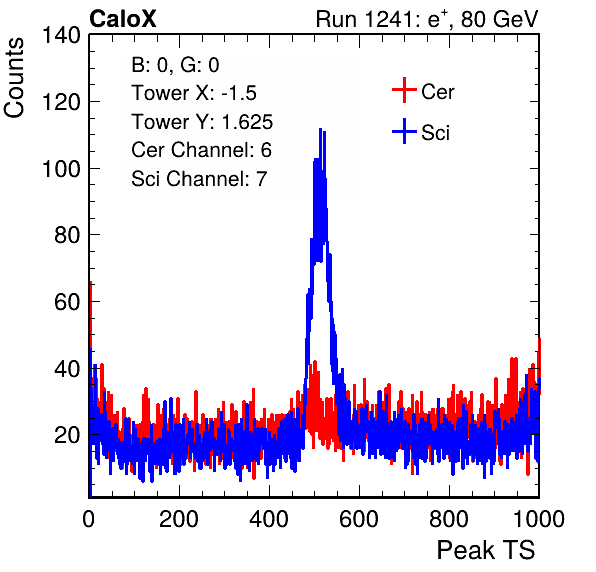 CaloX Run 1241: e+, 80 GeV
Counts
140
120
100
80
60
40
20
B: 0, G: 0
Tower X: -1.5
Tower Y: 1.625
Cer Channel: 6
Sci Channel: 7
Cer
Sci
0 200 400 600 800 1000
Peak TS